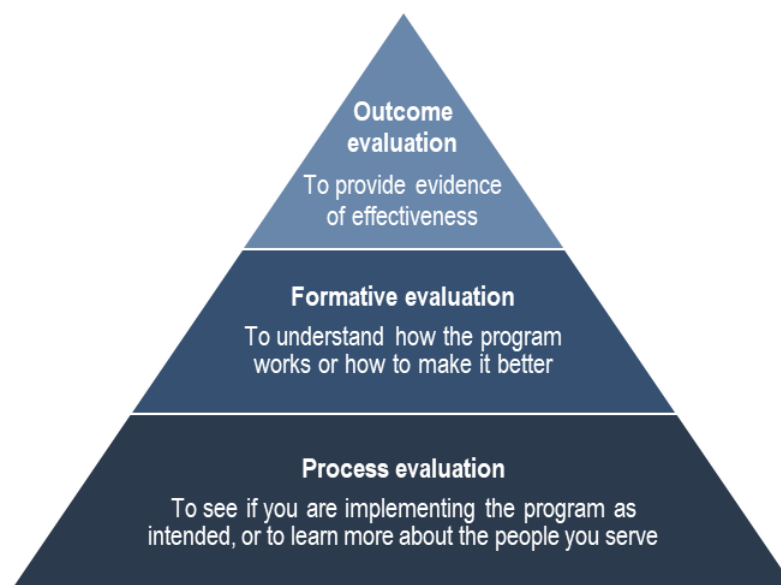 Outcome
evaluation
To provide evidence
of effectiveness
Formative evaluation
To understand how the program
works or how to make it better
Process evaluation
To see if you are implementing the program as
intended, or to learn more about the people you serve